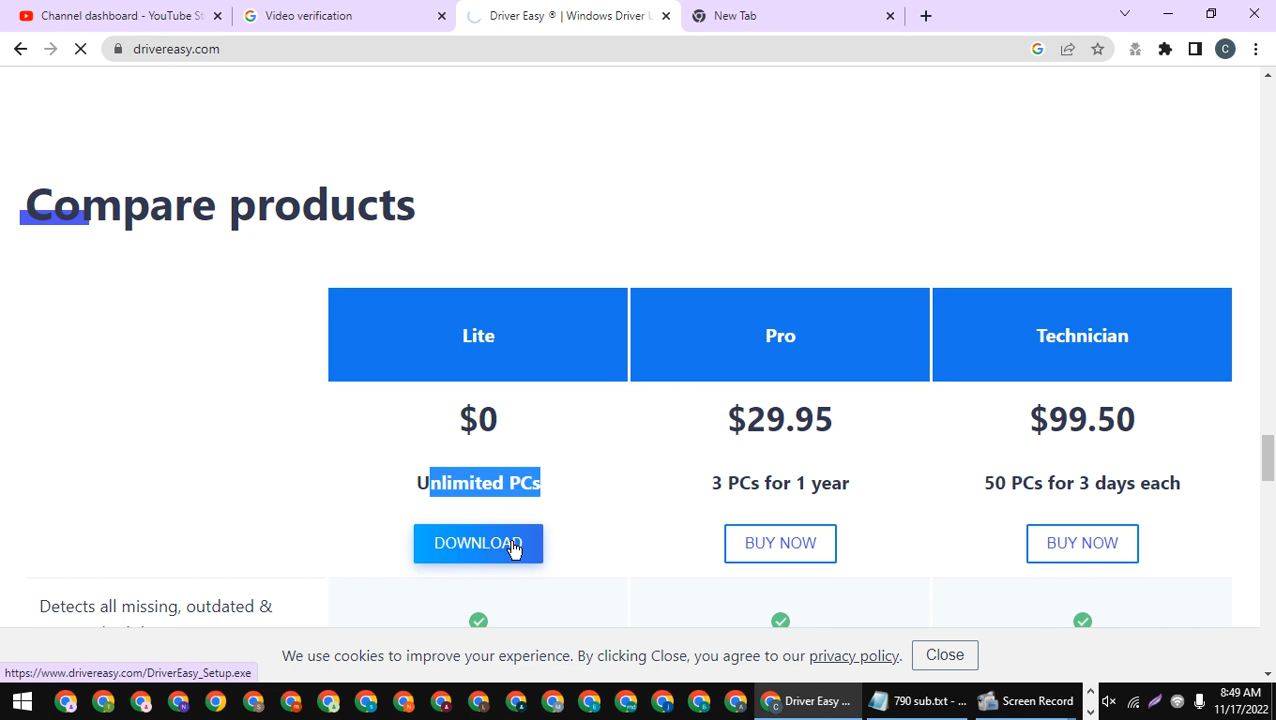 Channel dashboard - YouTube St
Video verification
Driver Easy ® | Windows Driver U
New Tab
drivereasy.com
Compare products
Lite
Pro
Technician
$0
$29.95
$99.50
Unlimited PCs
3 PCs for 1 year
50 PCs for 3 days each
DOWNLOAD
BUY NOW
BUY NOW
Detects all missing, outdated &
We use cookies to improve your experience. By clicking Close, you agree to our privacy policy.
Close
https://www.drivereasy.com/DriverEasy_Setup.exe
Driver Easy ...
790 sub.txt - ...
Screen Record
8:49 AM
11/17/2022